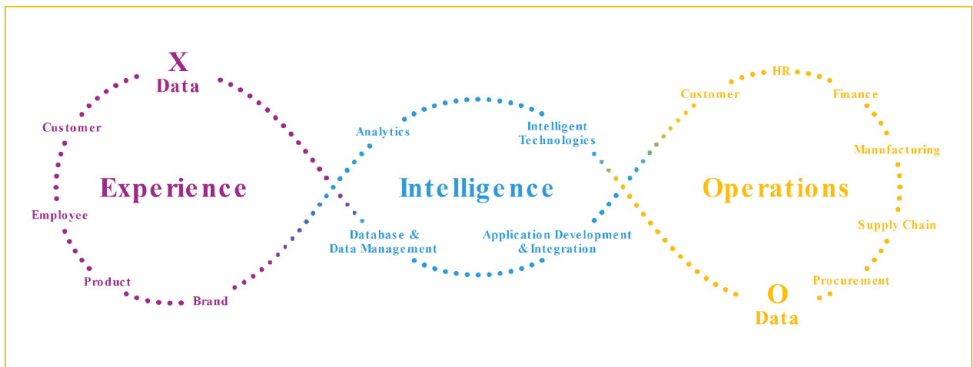 X
Data
Customer
Employee
Product
Brand
Experience
Analytics
Intelligent
Technologies
Intelligence
Database &
Data Management
Application Development
& Integration
Customer
HR
Finance
Manufacturing
Operations
Supply Chain
Procurement
O
Data